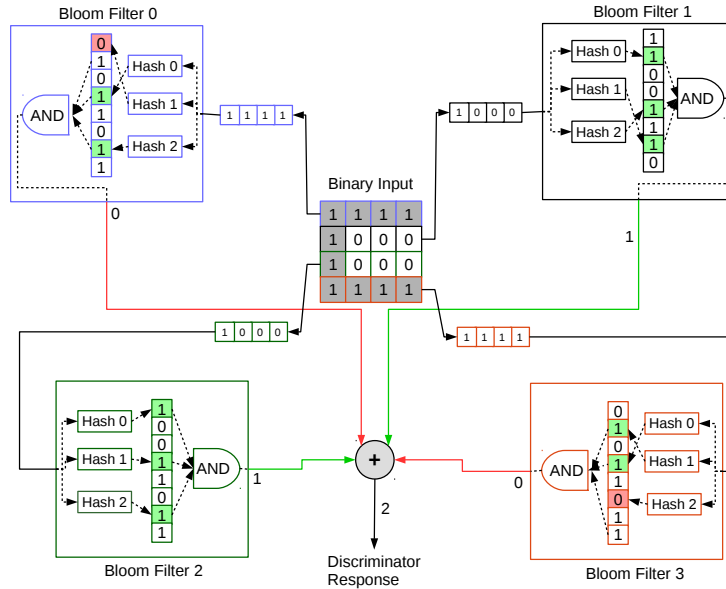 Bloom Filter 0
0
1
0
1
1
0
1
1
Hash 0
Hash 1
Hash 2
AND
1 1 1 1
0
Bloom Filter 1
Hash 0
Hash 1
Hash 2
1
1
0
0
1
1
1
0
AND
1 0 0 0
1
Binary Input
1 1 1 1
1 0 0 0
1 0 0 0
1 1 1 1
1 0 0 0
1 1 1 1
Hash 0
Hash 1
Hash 2
1
0
0
1
1
0
1
1
AND
1
Bloom Filter 2
+
2
Discriminator
Response
0
AND
0
1
0
1
1
0
1
1
Hash 0
Hash 1
Hash 2
Bloom Filter 3